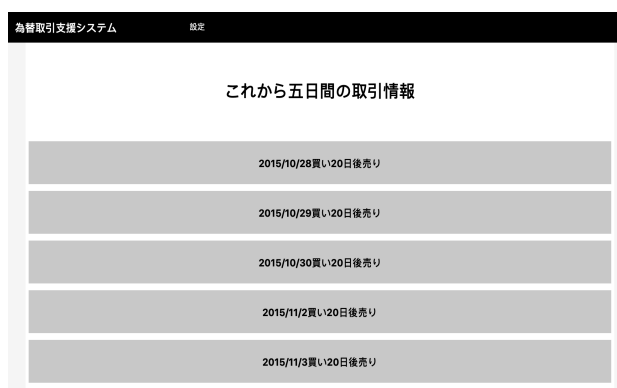 為替取引支援システム 設定
これから五日間の取引情報
2015/10/28買い20日後売り
2015/10/29買い20日後売り
2015/10/30買い20日後売り
2015/11/2買い20日後売り
2015/11/3買い20日後売り